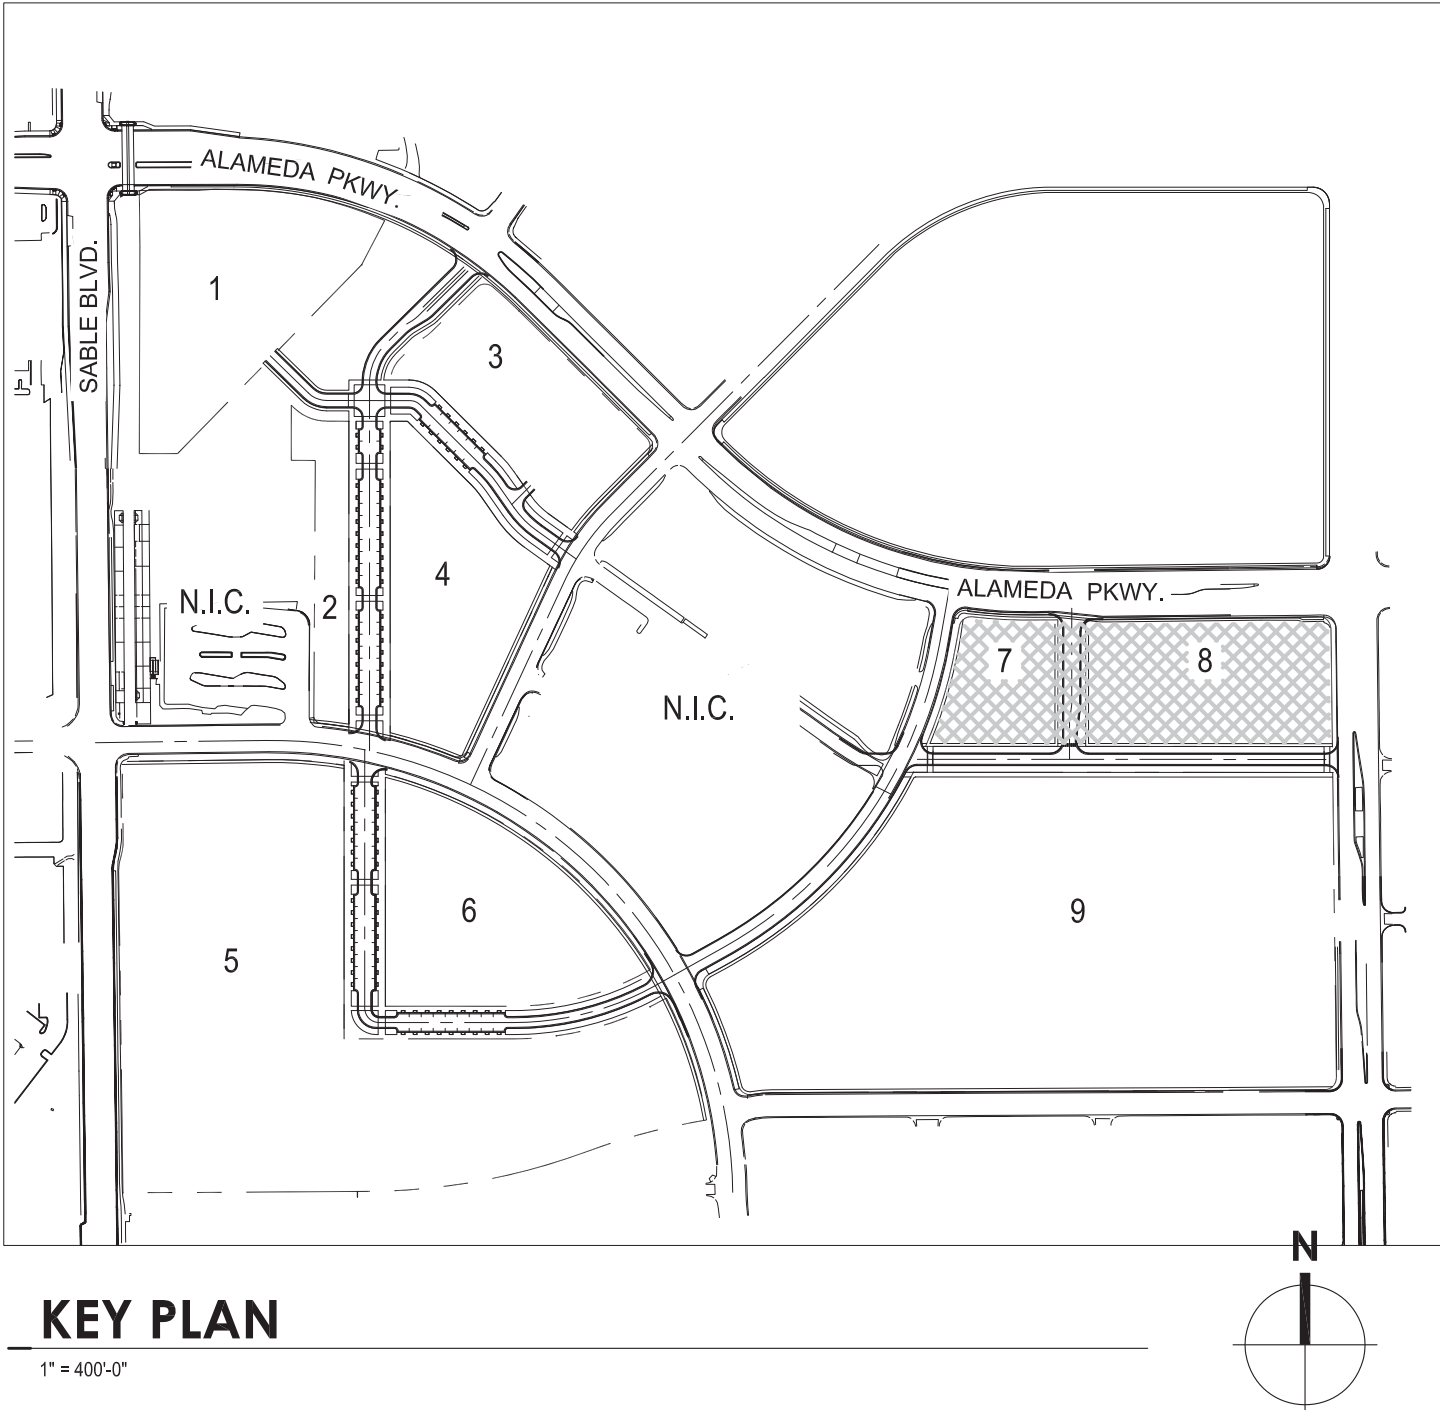 ALAMEDA PKWY.
SABLE BLVD.
1
3
4
N.I.C.
2
ALAMEDA PKWY.
7
8
N.I.C.
6
9
5
N
KEY PLAN
1" = 400'-0"